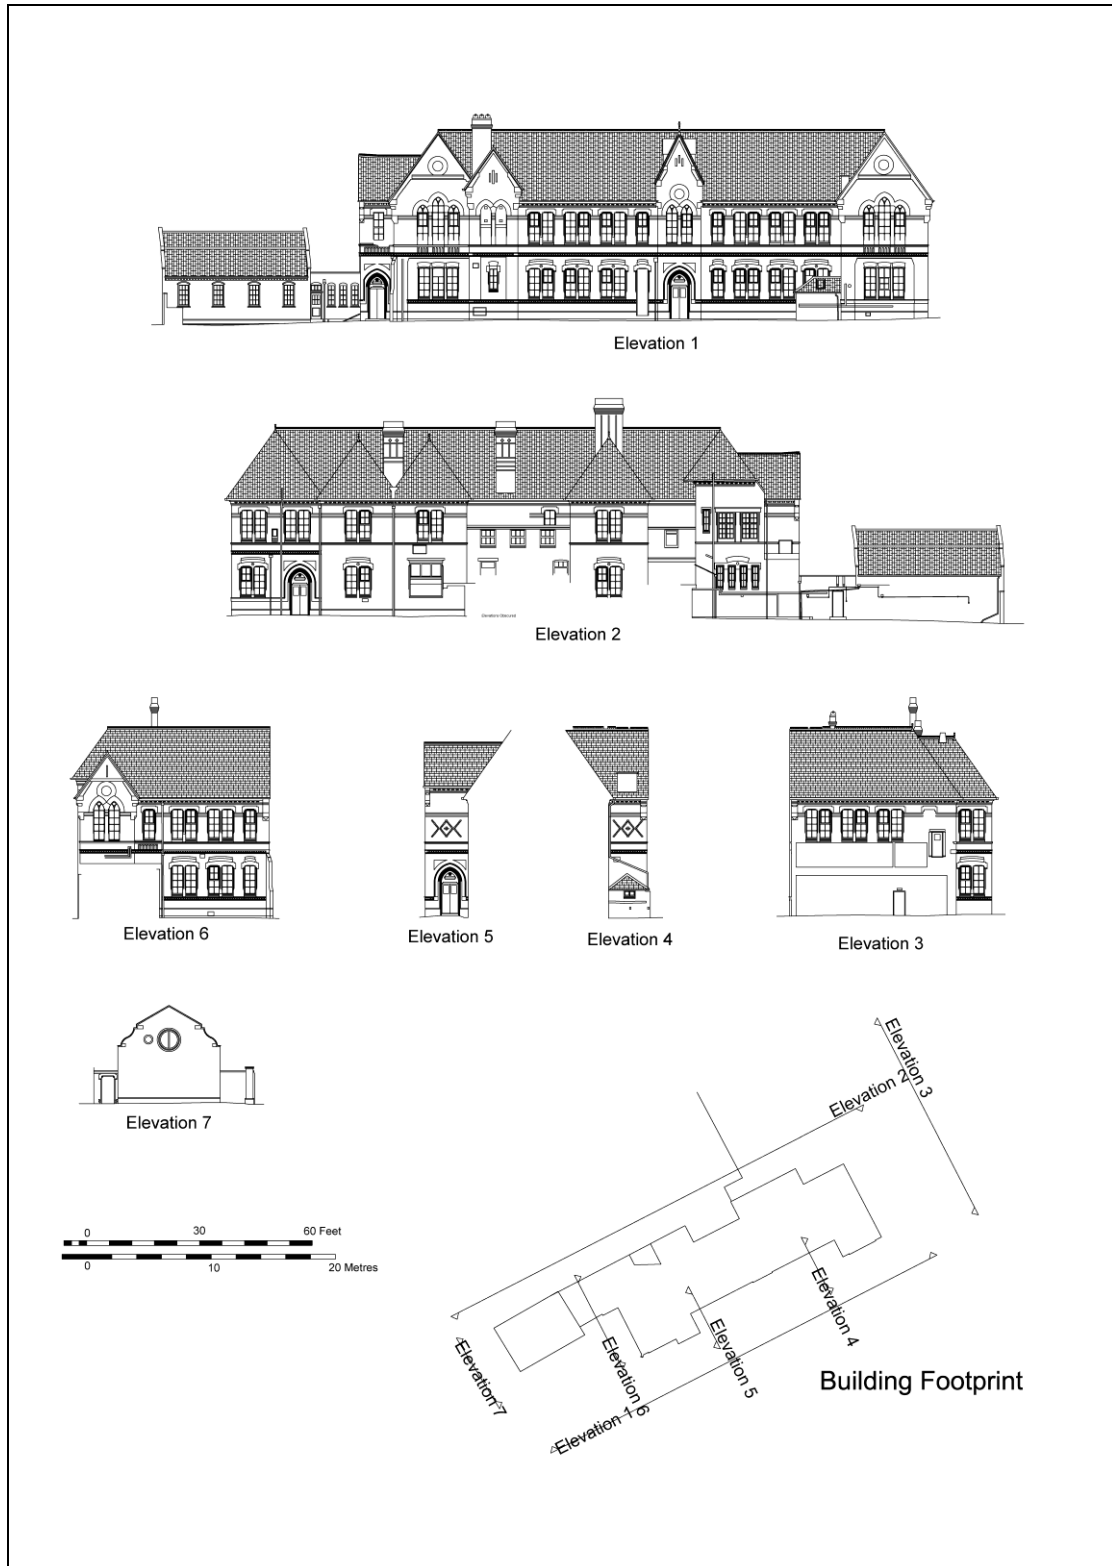 Elevation 1
Elevations Obscured
Elevation 2
Elevation 6
Elevation 5
Elevation 4
Elevation 3
Elevation 7
Elevation 3
Elevation 2
0 30 60 Feet
0 10 20 Metres
Elevation 4
Elevation 5
Elevation 6
Elevation 7
Elevation 1
Building Footprint